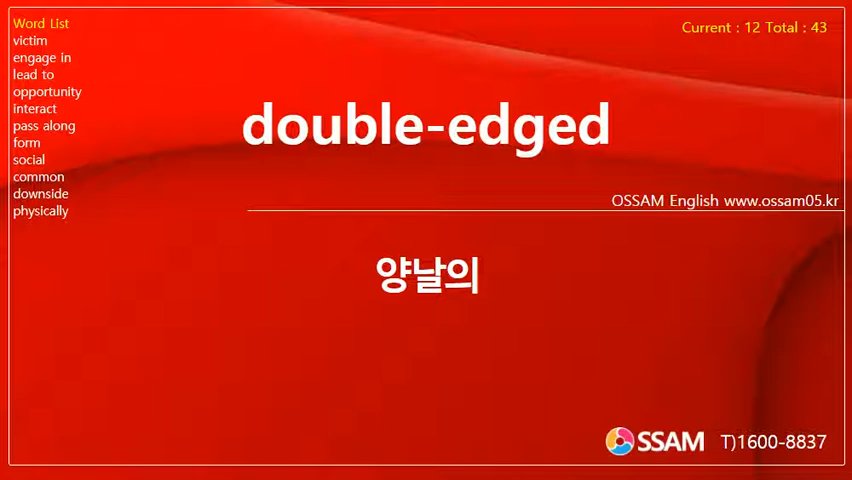 Word List
victim
engage in
lead to
opportunity
interact
pass along
form
social
common
downside
physically
Current : 12 Total : 43
double-edged
OSSAM English www.ossam05.kr
양날의
OSSAM T)1600-8837